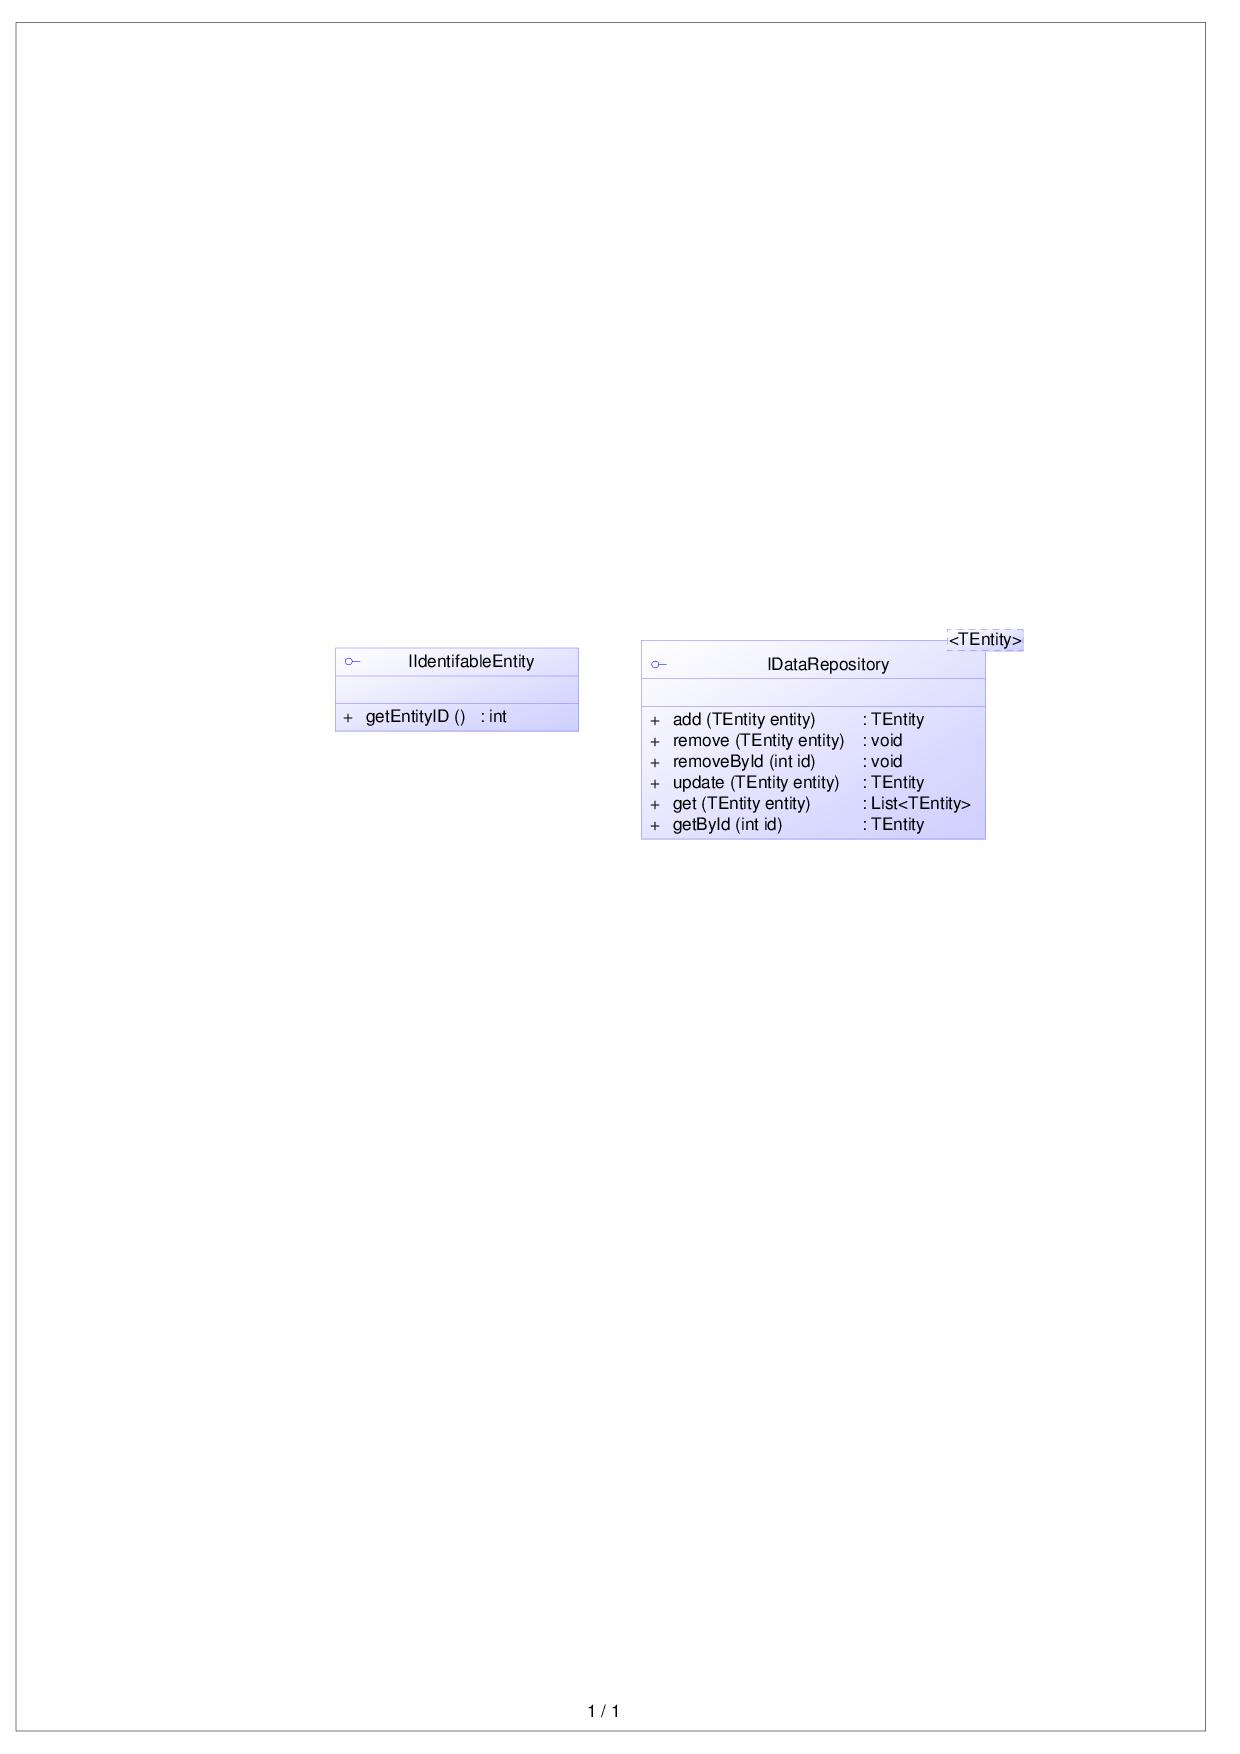 IIdentifableEntity
+ getEntityID () : int
<TEntity>
IDataRepository
+ add (TEntity entity) : TEntity
+ remove (TEntity entity) : void
+ removeById (int id) : void
+ update (TEntity entity) : TEntity
+ get (TEntity entity) : List<TEntity>
+ getById (int id) : TEntity
1 / 1